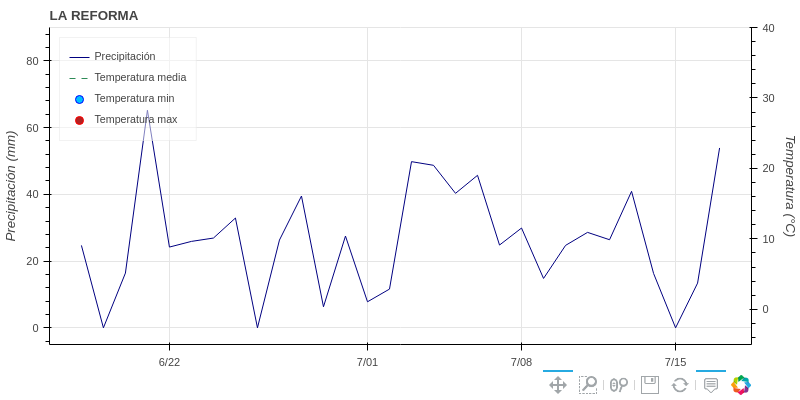 LA REFORMA
Precipitación
Temperatura media
Temperatura min
Temperatura max
Precipitación (mm)
80
60
40
20
0
Temperatura (°C)
40
30
20
10
0
6/22
7/01
7/08
7/15